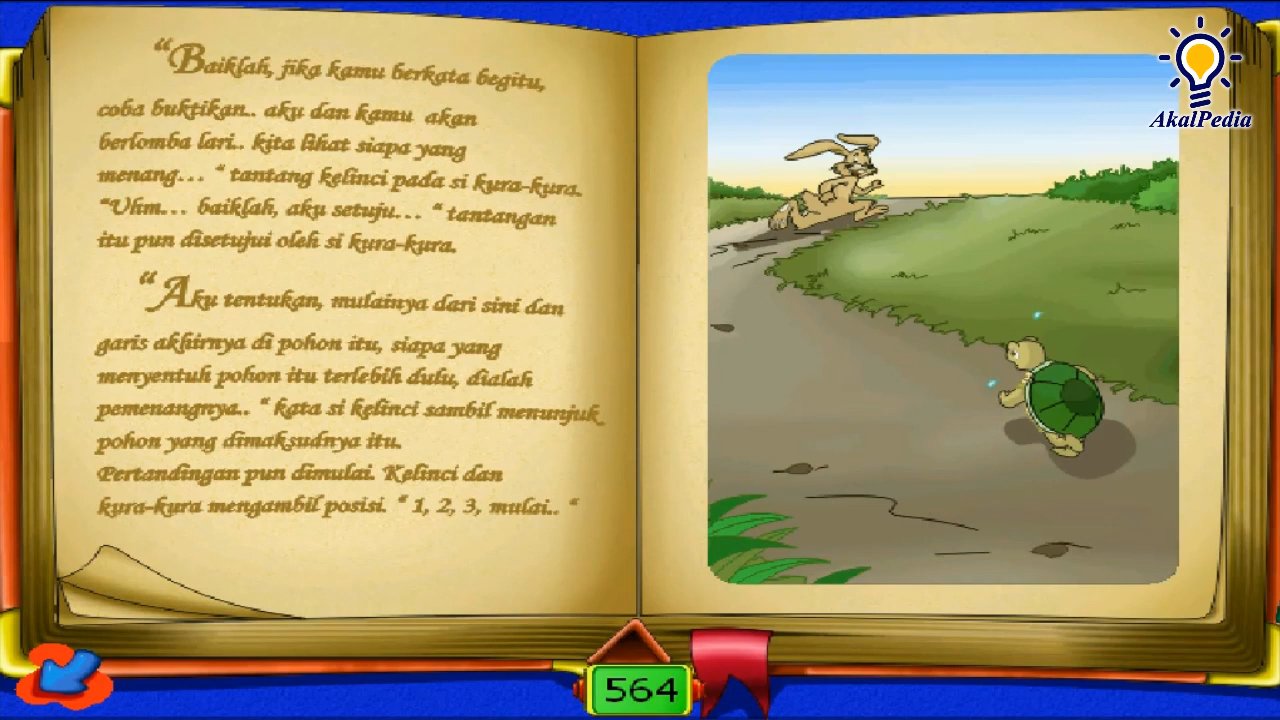 “Baiklah, jika kamu berkata begitu,
coba buktikan.. aku dan kamu akan
berlomba lari.. kita lihat siapa yang
menang... “ tantang kelinci pada si kura-kura.
“Uhm... baiklah, aku setuju... “ tantangan
itu pun disetujui oleh si kura-kura.
“Aku tentukan, mulainya dari sini dan
garis akhirnya di pohon itu, siapa yang
menyentuh pohon itu terlebih dulu, dialah
pemenangnya.. “ kata si kelinci sambil menunjuk
pohon yang dimaksudnya itu.
Pertandingan pun dimulai. Kelinci dan
kura-kura mengambil posisi. “ 1, 2, 3, mulai.. “
AkalPedia
564